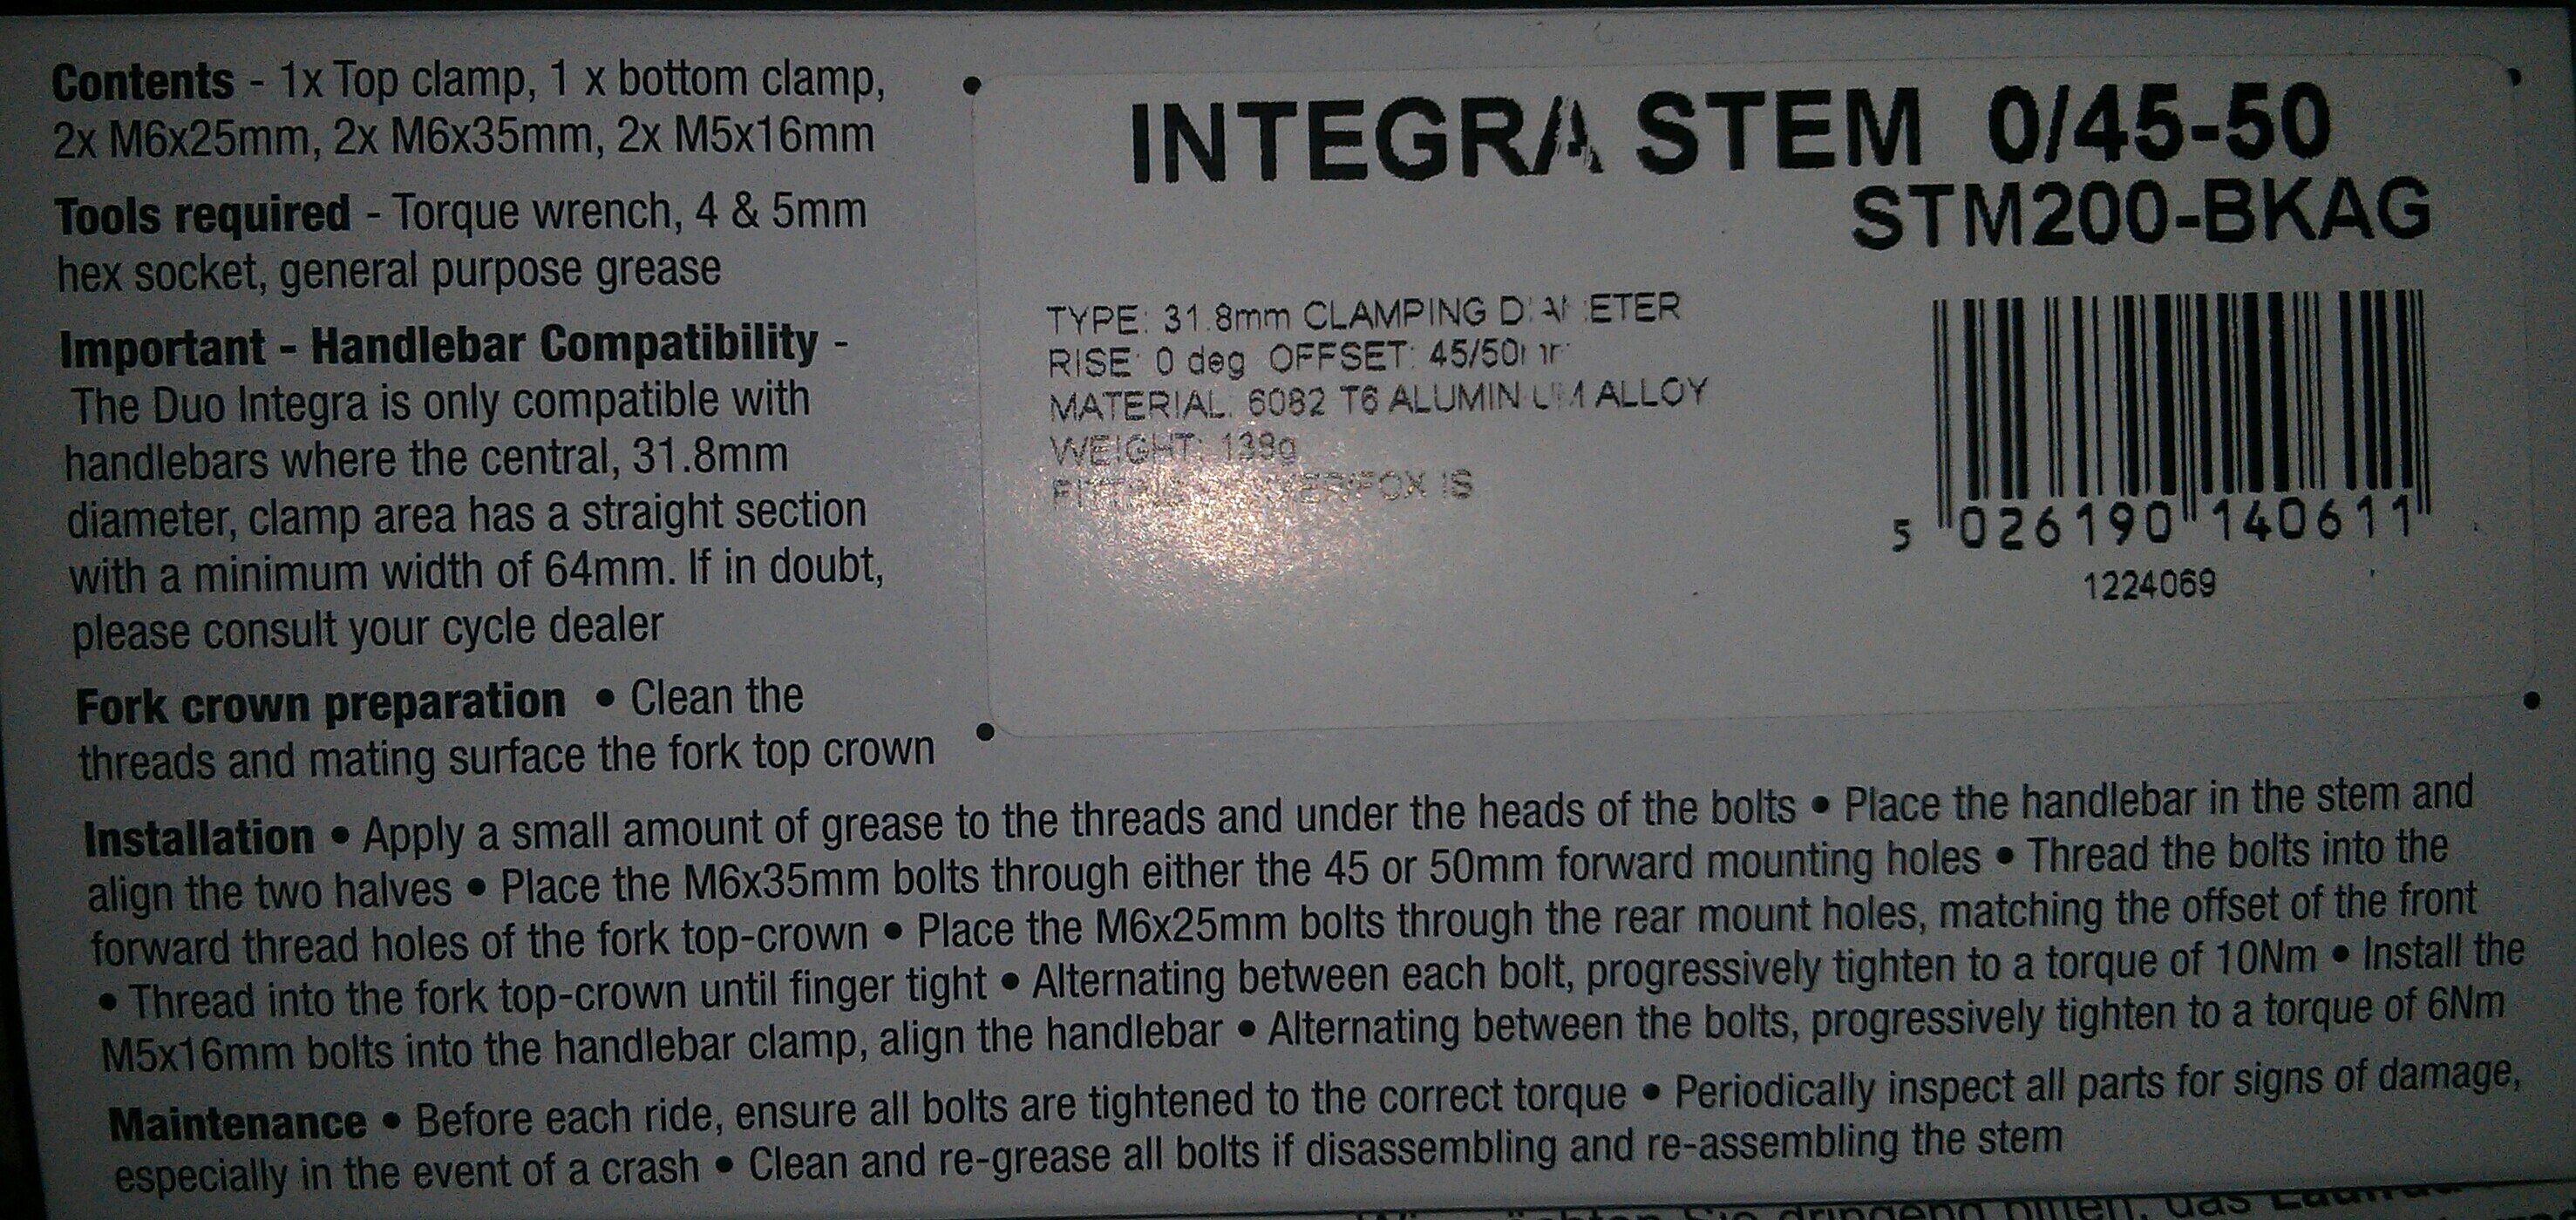 Contents - 1x Top clamp, 1 x bottom clamp,
2x M6x25mm, 2x M6x35mm, 2x M5x16mm
Tools required - Torque wrench, 4 & 5mm
hex socket, general purpose grease
Important - Handlebar Compatibility -
The Duo Integra is only compatible with
handlebars where the central, 31.8mm
diameter, clamp area has a straight section
with a minimum width of 64mm. If in doubt,
please consult your cycle dealer
Fork crown preparation • Clean the
threads and mating surface the fork top crown
INTEGRA STEM 0/45-50
STM200-BKAG
TYPE: 31.8mm CLAMPING DIAMETER
RISE: 0 deg OFFSET: 45/50mm
MATERIAL: 6082 T6 ALUMINIUM ALLOY
WEIGHT: 138g
IS
5 026190 140611
1224069
Installation • Apply a small amount of grease to the threads and under the heads of the bolts • Place the handlebar in the stem and
align the two halves • Place the M6x35mm bolts through either the 45 or 50mm forward mounting holes • Thread the bolts into the
forward thread holes of the fork top-crown • Place the M6x25mm bolts through the rear mount holes, matching the offset of the front
• Thread into the fork top-crown until finger tight • Alternating between each bolt, progressively tighten to a torque of 10Nm • Install the
M5x16mm bolts into the handlebar clamp, align the handlebar • Alternating between the bolts, progressively tighten to a torque of 6Nm
Maintenance • Before each ride, ensure all bolts are tightened to the correct torque • Periodically inspect all parts for signs of damage,
especially in the event of a crash • Clean and re-grease all bolts if disassembling and re-assembling the stem
Sie dringend bitten, das